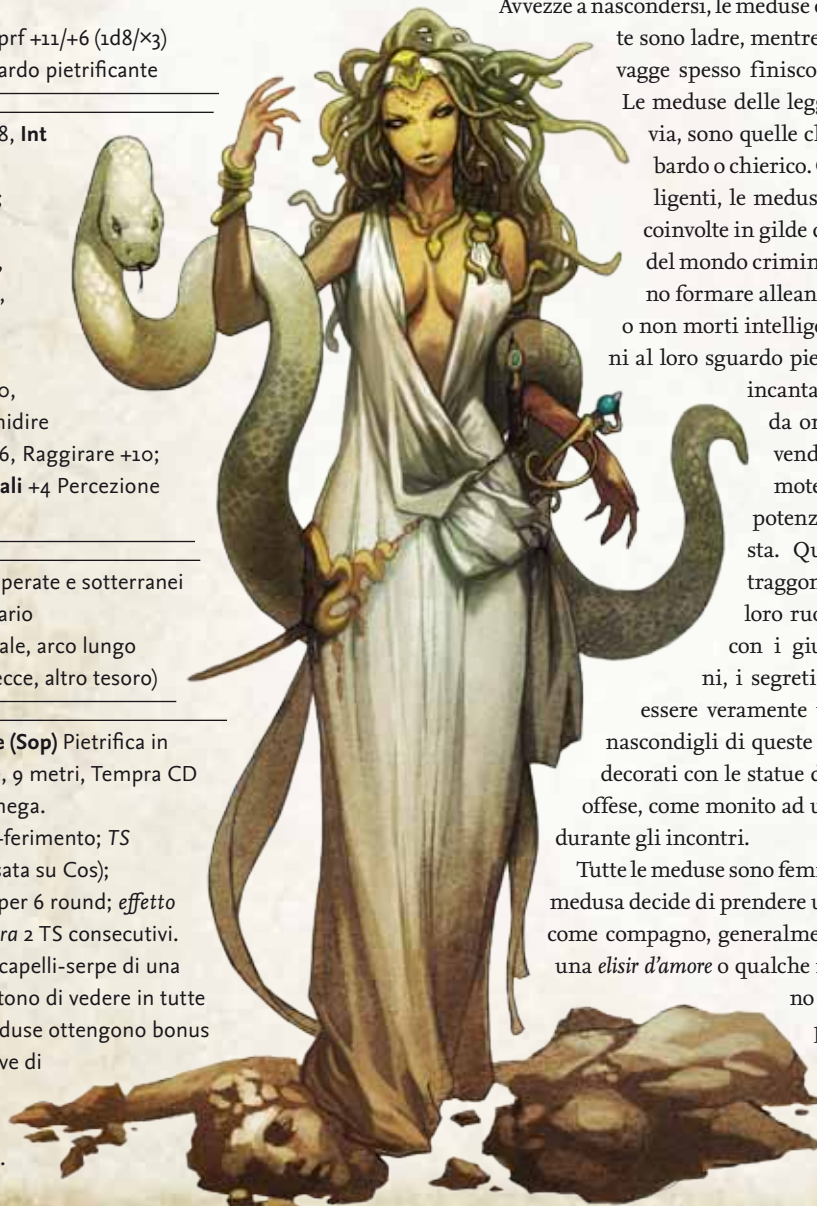 prf +11/+6 (1d8/×3)
ardo pietrificante
8, Int
o,
nidire
6, Raggirare +10;
ali +4 Percezione
perate e sotterranei
ario
ale, arco lungo
ecce, altro tesoro)
e (Sop) Pietrifica in
, 9 metri, Tempra CD
nega.
-ferimento; TS
sata su Cos);
per 6 round; effetto
ra 2 TS consecutivi.
capelli-serpe di una
tono di vedere in tutte
duse ottengono bonus
ve di
Avvezze a nascondersi, le meduse
te sono ladre, mentre
vagge spesso finisco
Le meduse delle legg
via, sono quelle
bardo o chierico.
ligenti, le medus
coinvolte in gilde
del mondo crimin
no formare allean
o non morti intellig
ni al loro sguardo pie
incanta
da or
vend
mote
potenz
sta. Qu
traggon
loro ruo
con i giu
ni, i segreti
essere veramente
nascondigli di queste
decorati con le statue
offese, come monito ad u
durante gli incontri.
Tutte le meduse sono fem
medusa decide di prendere
come compagno, generalme
una elisir d'amore o qualche
no